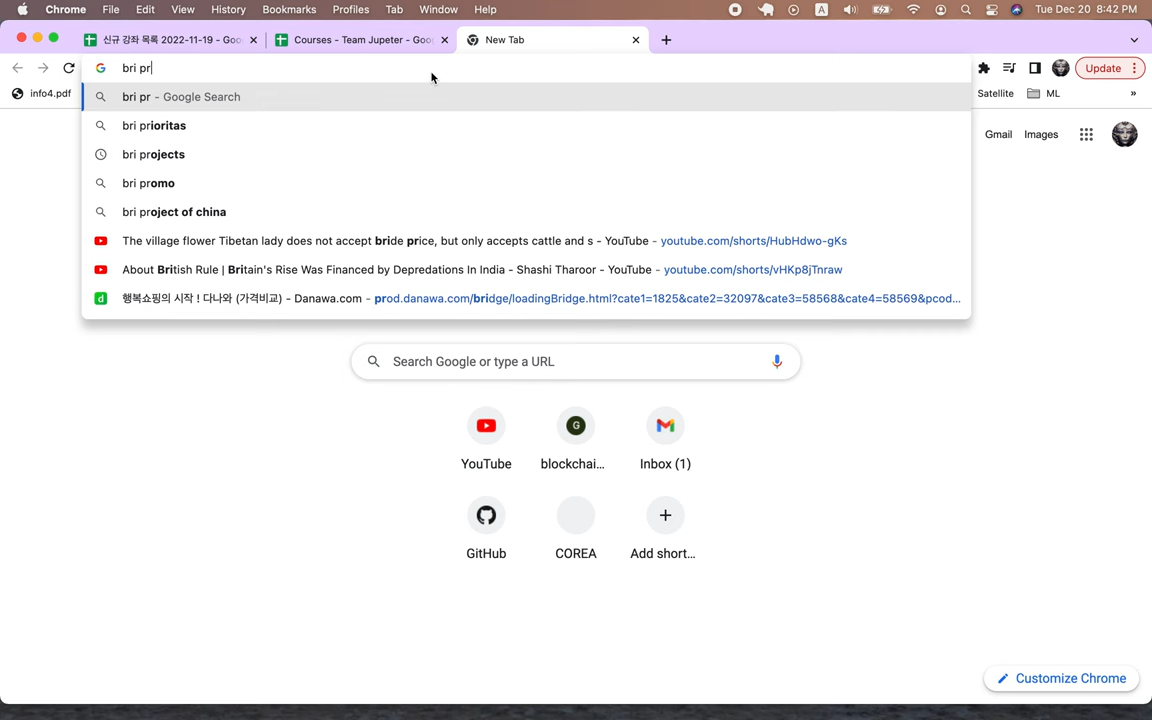 Chrome File Edit View History Bookmarks Profiles Tab Window Help A Tue Dec 20 8:42 PM
신규 강좌 목록 2022-11-19 - Goo Courses - Team Jupeter - Goo New Tab
bri pr Update
info4.pdf Satellite ML »
bri pr - Google Search
bri prioritas
Gmail Images
bri projects
bri promo
bri project of china
The village flower Tibetan lady does not accept bride price, but only accepts cattle and s - YouTube - youtube.com/shorts/HubHdwo-gKs
About British Rule | Britain's Rise Was Financed by Depredations In India - Shashi Tharoor - YouTube - youtube.com/shorts/vHKp8jTnraw
d 행복쇼핑의 시작 ! 다나와 (가격비교) - Danawa.com - prod.danawa.com/bridge/loadingBridge.html?cate1=1825&cate2=32097&cate3=58568&cate4=58569&pcod...
Search Google or type a URL
G
YouTube blockchai... Inbox (1)
GitHub COREA Add short...
Customize Chrome